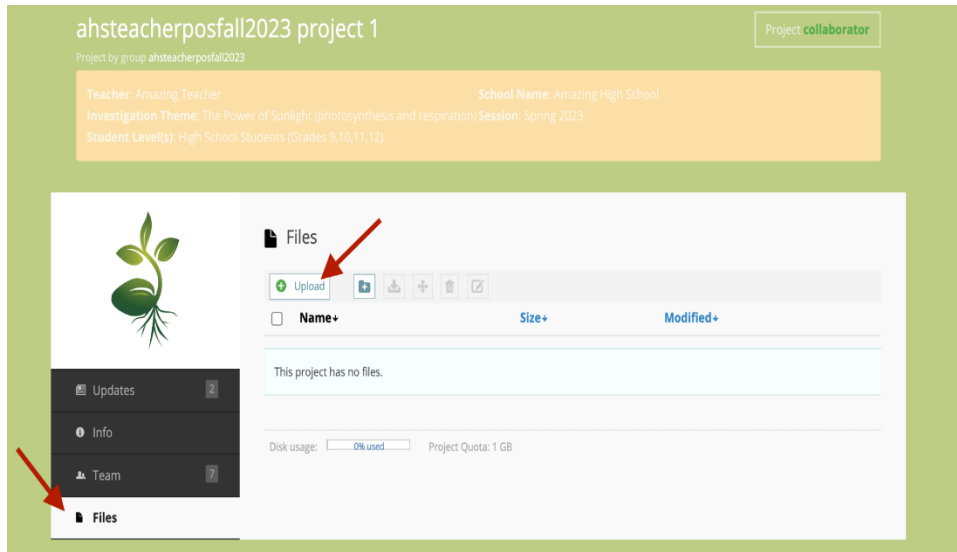 ahsteacherposfall2023 project 1
Project collaborator
Project by group ahsteacherposfall2023
Teacher: Amazing Teacher
School Name: Amazing High School
Investigation Theme: The Power of Sunlight (photosynthesis and respiration) Session: Spring 2023
Student Level(s): High School Students (Grades 9,10,11,12)
Files
Upload
Name
Size
Modified
This project has no files.
Updates 2
Info
Team 7
Files
Disk usage: 0% used Project Quota: 1 GB